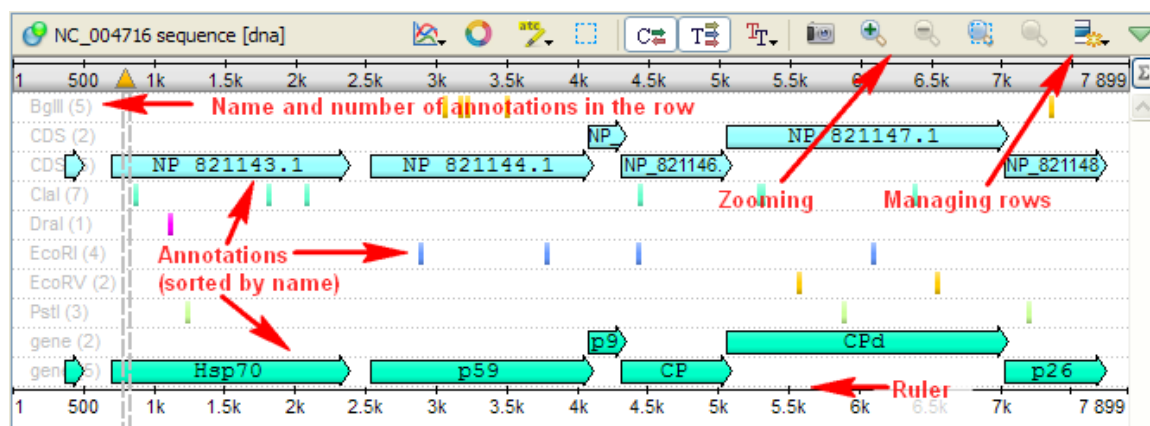 NC_004716 sequence [dna]
atc
C
T
TT
1 500 1k 1.5k 2k 2.5k 3k 3.5k 4k 4.5k 5k 5.5k 6k 6.5k 7k 7 899
Σ
BglII (5)
Name and number of annotations in the row
CDS (2) NP_ NP_821147.1
CDS NP_821143.1 NP_821144.1 NP_821146. NP_821148
ClaI (7)
Zooming Managing rows
DraI (1)
EcoRI (4)
Annotations
(sorted by name)
EcoRV (2)
PstI (3)
gene (2) p9 CPd
gene 5) Hsp70 p59 CP p26
Ruler
1 500 1k 1.5k 2k 2.5k 3k 3.5k 4k 4.5k 5k 5.5k 6k 6.5k 7k 7 899